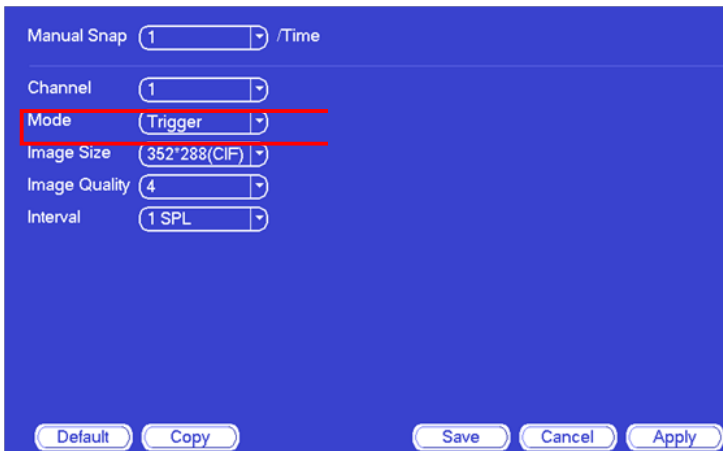 Manual Snap 1 /Time
Channel 1
Mode Trigger
Image Size 352*288(CIF)
Image Quality 4
Interval 1 SPL
Default Copy Save Cancel Apply